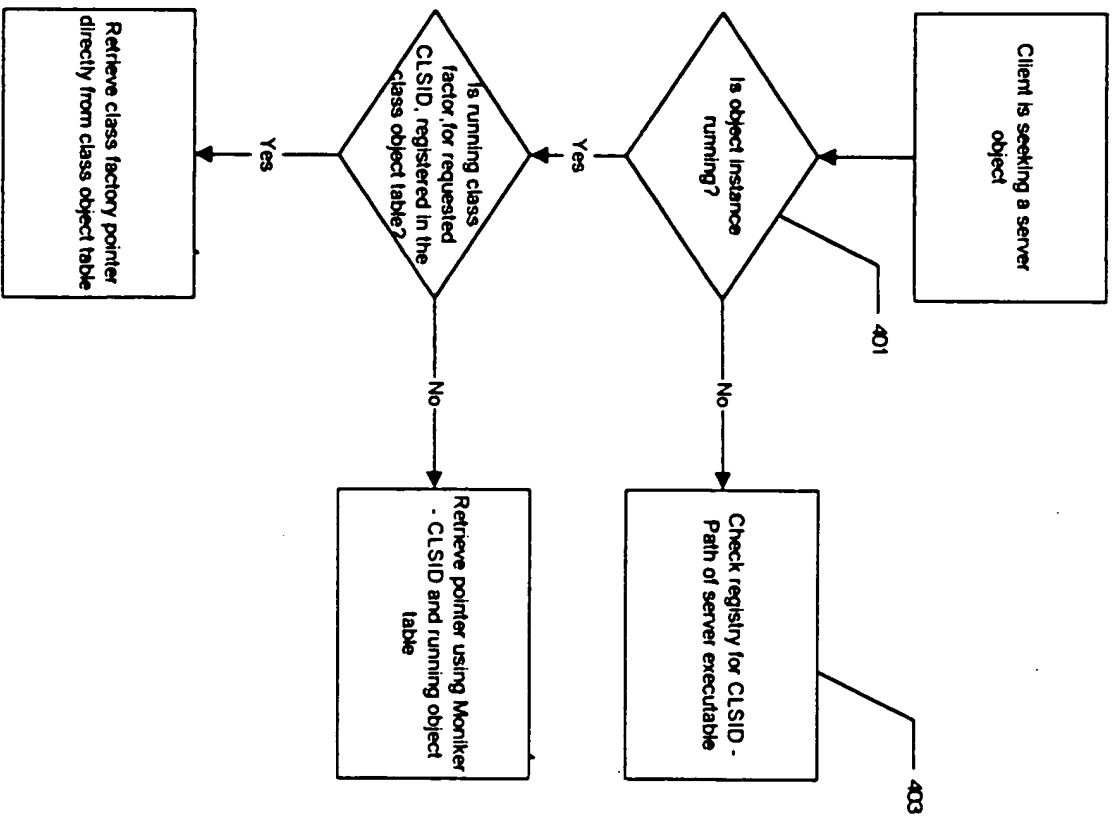 Client is seeking a server
object
Is object instance
running?
401
Yes
No
Check registry for CLSID -
Path of server executable
403
Is running class
factor,for requested
CLSID, registered in the
class object table?
Yes
No
Retrieve pointer using Moniker
- CLSID and running object
table
Retrieve class factory pointer
directly from class object table